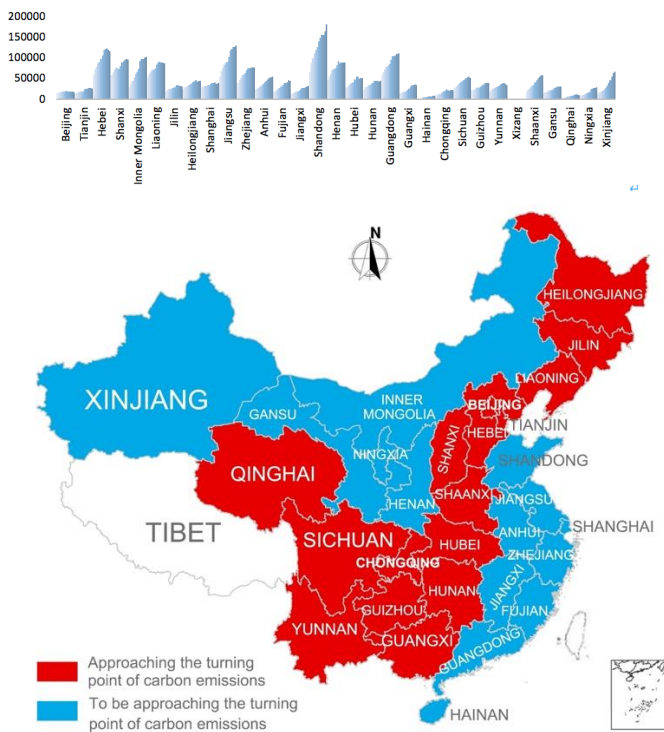 200000
150000
100000
50000
0
Beijing
Tianjin
Hebei
Shanxi
Inner Mongolia
Liaoning
Jilin
Heilongjiang
Shanghai
Jiangsu
Zhejiang
Anhui
Fujian
Jiangxi
Shandong
Henan
Hubei
Hunan
Guangdong
Guangxi
Hainan
Chongqing
Sichuan
Guizhou
Yunnan
Xizang
Shaanxi
Gansu
Qinghai
Ningxia
Xinjiang
N
HEILONGJIANG
JILIN
LIAONING
XINJIANG
INNER
MONGOLIA
GANSU
BEIJING
TIANJIN
HEBEI
SHANXI
NINGXIA
SHANDONG
QINGHAI
HENAN
SHAANXI
JIANGSU
TIBET
SICHUAN
HUBEI
ANHUI
SHANGHAI
CHONGQING
ZHEJIANG
HUNAN
JIANGXI
GUIZHOU
FUJIAN
YUNNAN
GUANGXI
GUANGDONG
HAINAN
Approaching the turning
point of carbon emissions
To be approaching the turning
point of carbon emissions